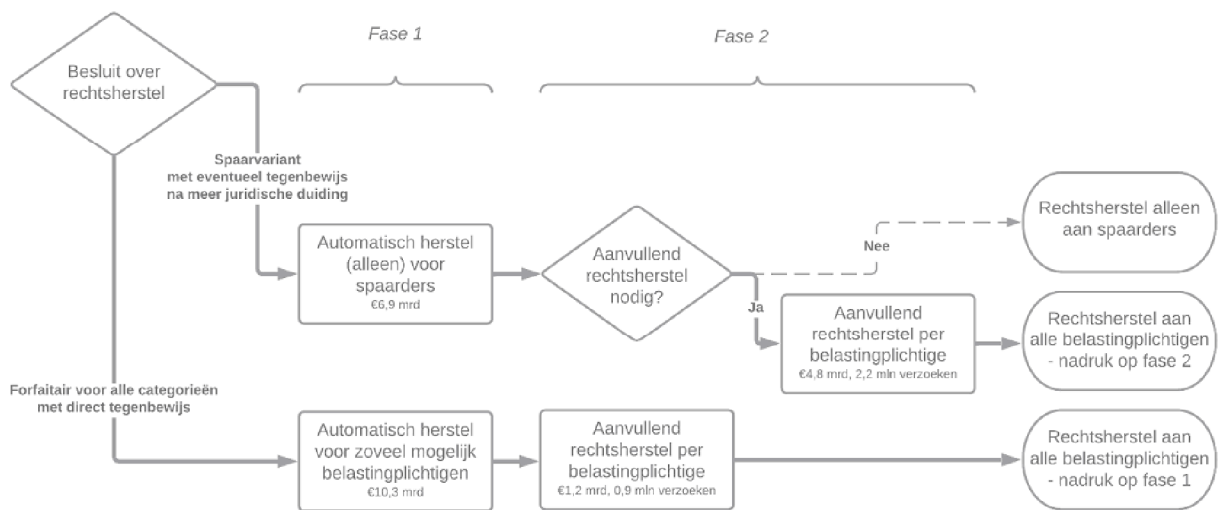 Fase 1
Fase 2
Besluit over
rechtsherstel
Spaarvariant
met eventueel tegenbewijs
na meer juridische duiding
Automatisch herstel
(alleen) voor
spaarders
€6,9 mrd
Aanvullend
rechtsherstel
nodig?
Nee
Rechtsherstel alleen
aan spaarders
Ja
Aanvullend
rechtsherstel per
belastingplichtige
€4,8 mrd, 2,2 mln verzoeken
Rechtsherstel aan
alle belastingplichtigen
- nadruk op fase 2
Forfaitair voor alle categorieën
met direct tegenbewijs
Automatisch herstel
voor zoveel mogelijk
belastingplichtigen
€10,3 mrd
Aanvullend
rechtsherstel per
belastingplichtige
€1,2 mrd, 0,9 mln verzoeken
Rechtsherstel aan
alle belastingplichtigen
- nadruk op fase 1